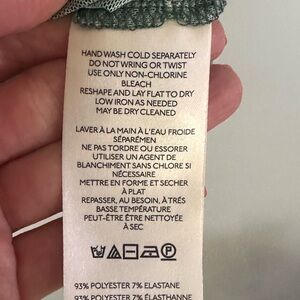 HAND WASH COLD SEPARATELY
DO NOT WRING OR TWIST
USE ONLY NON-CHLORINE
BLEACH
RESHAPE AND LAY FLAT TO DRY
LOW IRON AS NEEDED
MAY BE DRY CLEANED
LAVER À LA MAIN À L'EAU FROIDE
SÉPARÉMEN
NE PAS TORDRE OU ESSORER
UTILISER UN AGENT DE
BLANCHIMENT SANS CHLORE SI
NÉCESSAIRE
METTRE EN FORME ET SÉCHER
À PLAT
REPASSER, AU BESOIN, À TRÈS
BASSE TEMPÉRATURE
PEUT-ÊTRE ÊTRE NETTOYÉE
À SEC
93% POLYESTER 7% ELASTANE
93% POLYESTER 7% ÉLASTHANNE